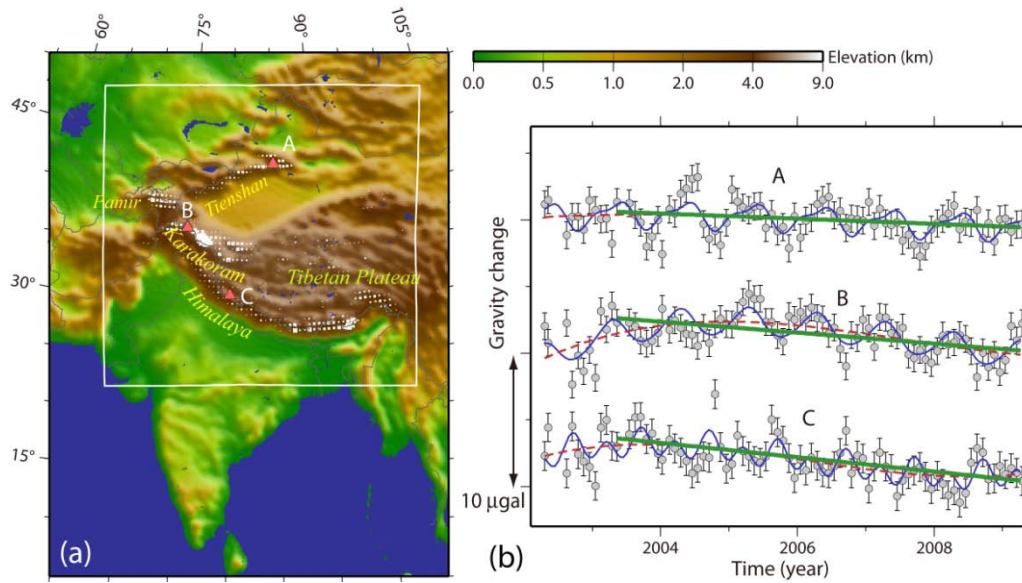 60° 75° 90° 105°
45°
30°
15°
A
Tienshan
Pamir
B
Karakoram
Tibetan Plateau
C
Himalaya
(a)
Elevation (km)
0.0 0.5 1.0 2.0 4.0 9.0
A
B
C
Gravity change
10 μgal
2004 2006 2008
(b)
Time (year)